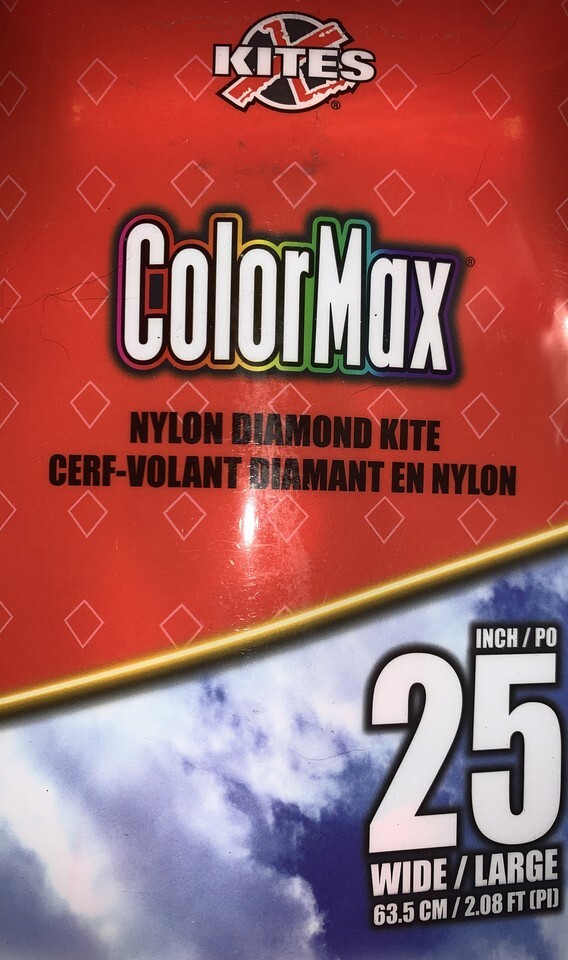 X
KITES
®
ColorMax®
NYLON DIAMOND KITE
CERF-VOLANT DIAMANT EN NYLON
INCH / PO
25
WIDE / LARGE
63.5 CM / 2.08 FT (PI)